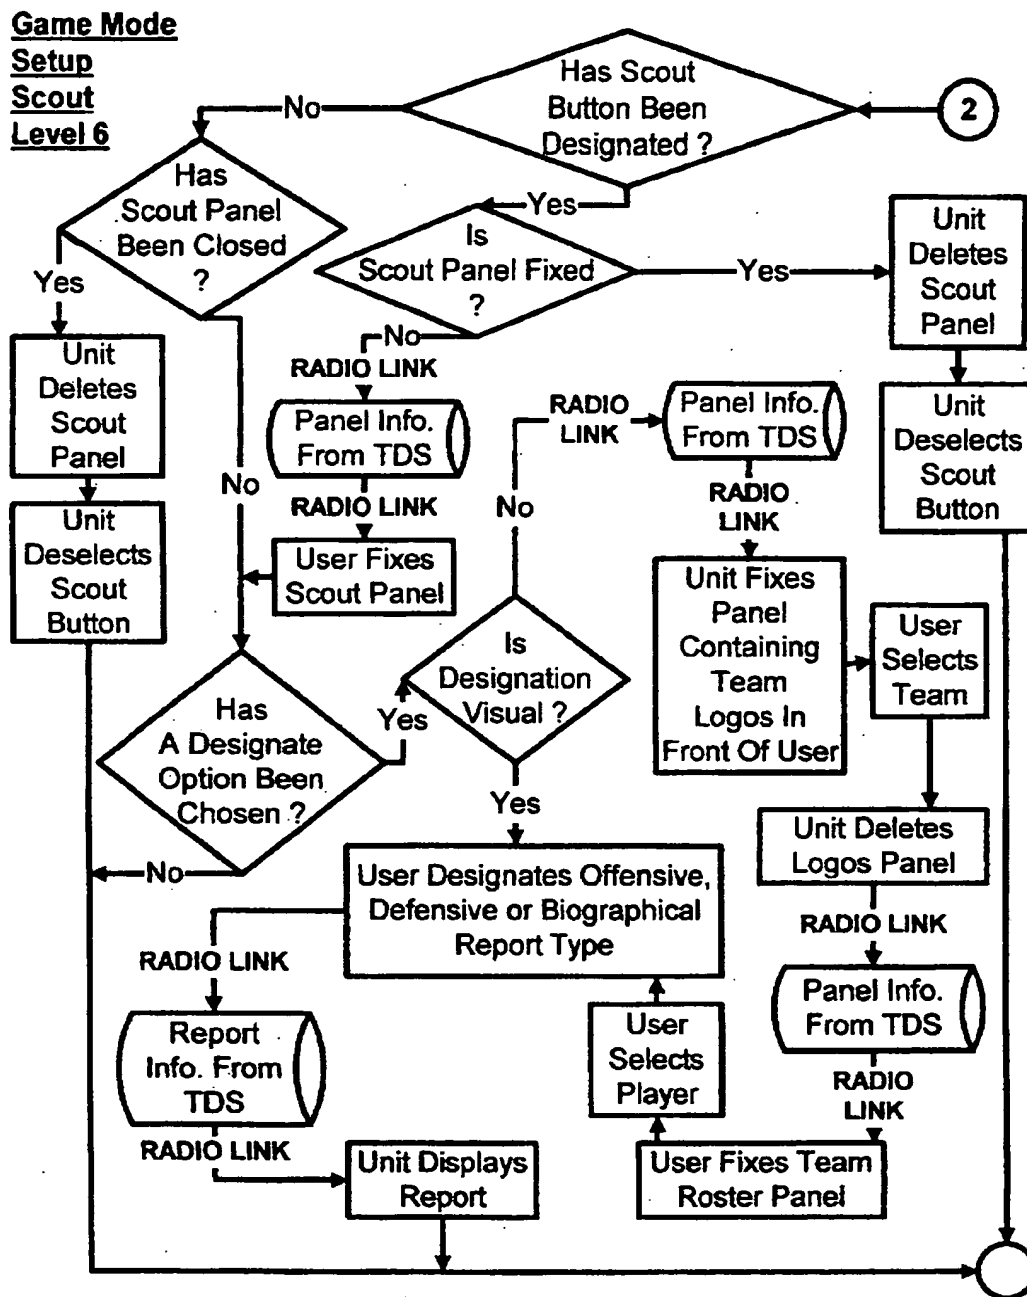 Game Mode
Setup
Scout
Level 6
Has Scout
Button Been
Designated ?
2
No
Yes
Has
Scout Panel
Been Closed
?
Is
Scout Panel Fixed
?
Yes
Unit
Deletes
Scout
Panel
Yes
No
Unit
Deletes
Scout
Panel
RADIO LINK
Panel Info.
From TDS
RADIO LINK
User Fixes
Scout Panel
No
Unit
Deselects
Scout
Button
Unit
Deselects
Scout
Button
RADIO
LINK
Panel Info.
From TDS
RADIO
LINK
No
Unit Fixes
Panel
Containing
Team
Logos In
Front Of User
User
Selects
Team
Is
Designation
Visual ?
Yes
Has
A Designate
Option Been
Chosen ?
No
Yes
Unit Deletes
Logos Panel
User Designates Offensive,
Defensive or Biographical
Report Type
RADIO LINK
RADIO LINK
Panel Info.
From TDS
Report
Info. From
TDS
User
Selects
Player
RADIO
LINK
RADIO LINK
Unit Displays
Report
User Fixes Team
Roster Panel